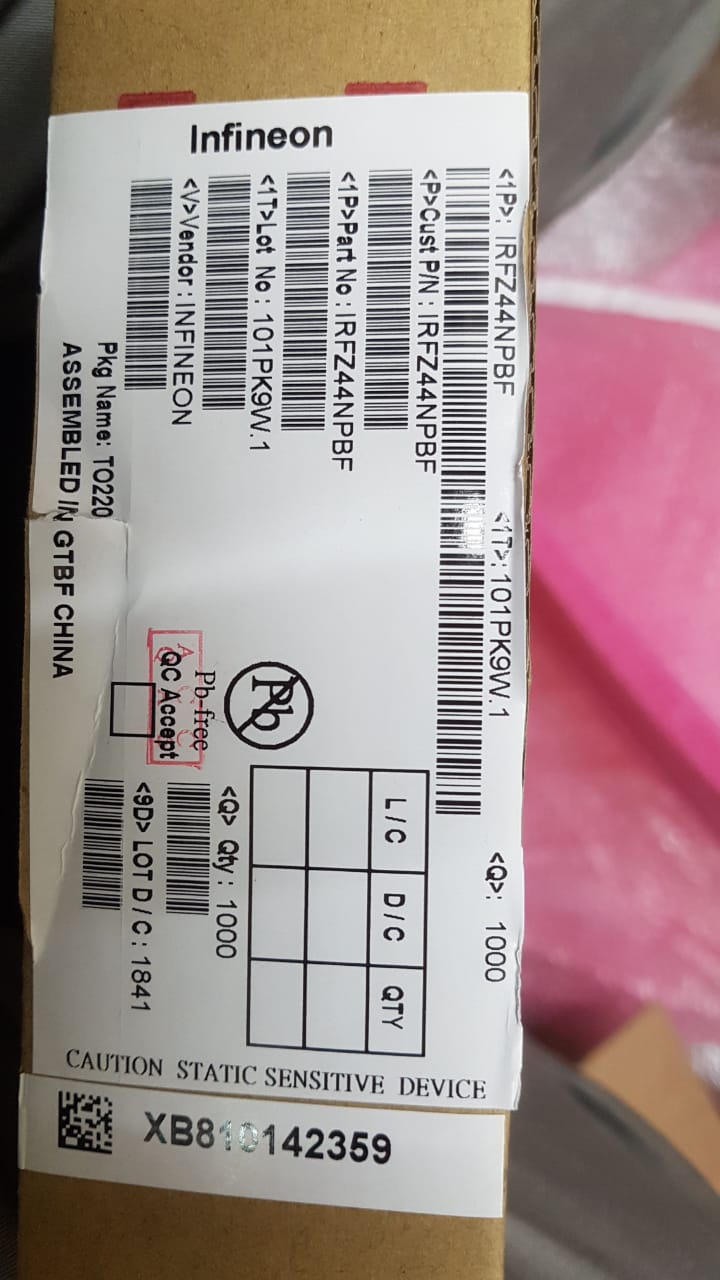 Infineon
<1P>: IRFZ44NPBF <1T>:101PK9W.1 <Q>: 1000
<P>Cust P/N : IRFZ44NPBF
<1P>Part No : IRFZ44NPBF
<1T>Lot No : 101PK9W.1
<V>Vendor : INFINEON
Pkg Name: TO220
ASSEMBLED IN GTBF CHINA
L / C D / C QTY
Pb
Pb-free
QC Accept
<Q> Qty : 1000
<9D> LOT D / C : 1841
CAUTION STATIC SENSITIVE DEVICE
XB810142359